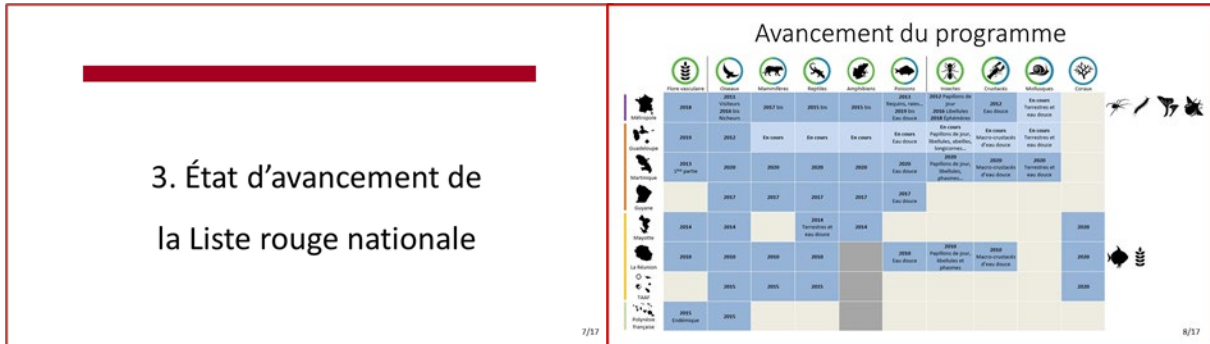 3. État d'avancement de
la Liste rouge nationale
7/17
Avancement du programme
Flore vasculaire Oiseaux Mammifères Reptiles Amphibiens Poissons Insectes Crustacés Mollusques Coraux
Métropole
2018
2011
Visiteurs
2016 bis
Nicheurs
2017 bis
2015 bis
2015 bis
2013
Requins, raies...
2019 bis
Eau douce
2012 Papillons de
jour
2016 Libellules
2018 Éphémères
2012
Eau douce
En cours
Terrestres et
eau douce
Guadeloupe
2019
2012
En cours
En cours
En cours
En cours
Eau douce
En cours
Papillons de jour,
libellules, abeilles,
longicornes...
En cours
Macro-crustacés
d'eau douce
En cours
Terrestres et
eau douce
Martinique
2013
1ère partie
2020
2020
2020
2020
2020
Eau douce
2020
Papillons de jour,
libellules,
phasmes...
2020
Macro-crustacés
d'eau douce
2020
Terrestres et
eau douce
Guyane
2017
2017
2017
2017
2017
Eau douce
Mayotte
2014
2014
2014
Terrestres et
eau douce
2014
2020
La Réunion
2010
2010
2010
2010
2010
Eau douce
2010
Papillons de jour,
libellules et
phasmes
2010
Macro-crustacés
d'eau douce
2020
TAAF
2015
2015
2015
2020
Polynésie
française
2015
Endémique
2015
8/17